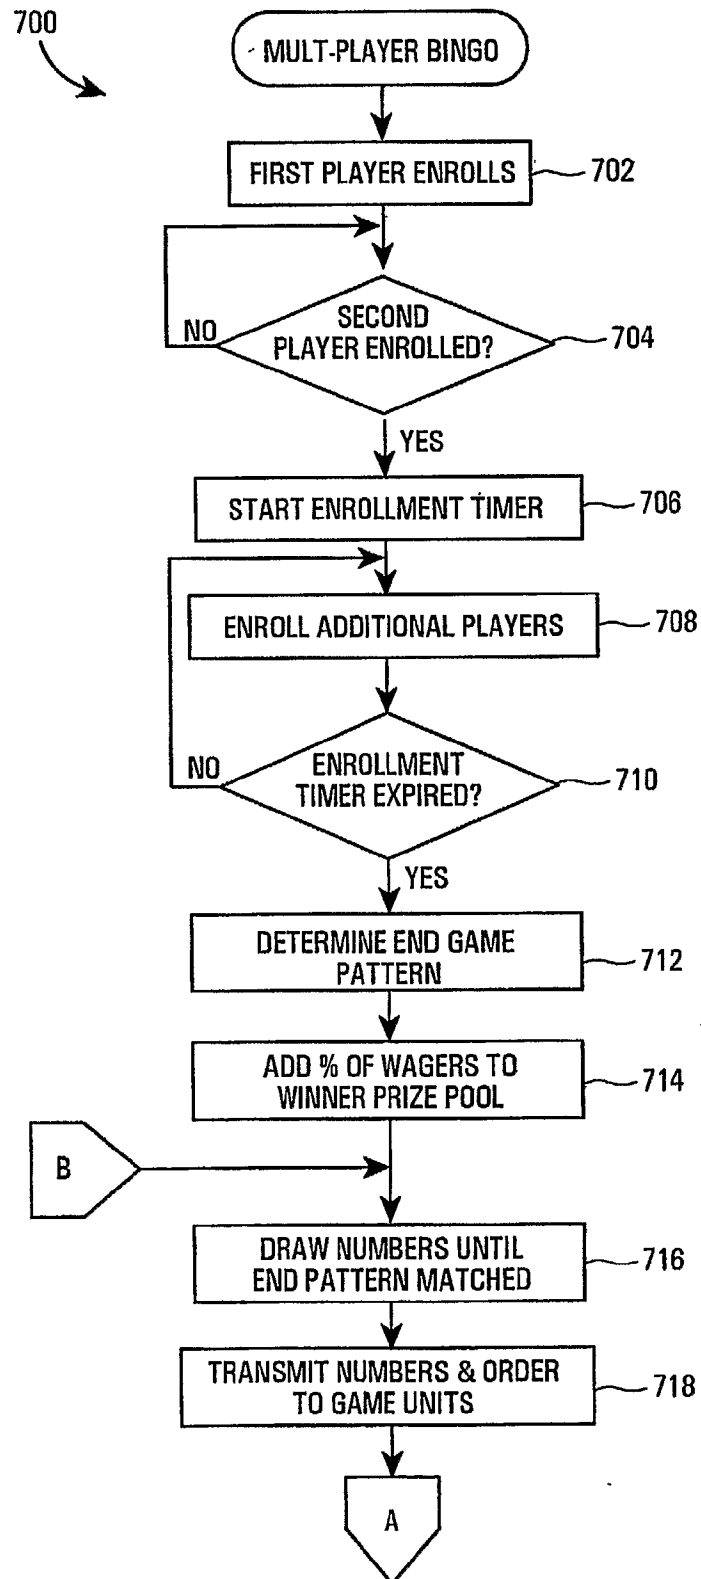 700
MULT-PLAYER BINGO
FIRST PLAYER ENROLLS
702
SECOND
PLAYER ENROLLED?
704
NO
YES
START ENROLLMENT TIMER
706
ENROLL ADDITIONAL PLAYERS
708
ENROLLMENT
TIMER EXPIRED?
710
NO
YES
DETERMINE END GAME
PATTERN
712
ADD % OF WAGERS TO
WINNER PRIZE POOL
714
B
DRAW NUMBERS UNTIL
END PATTERN MATCHED
716
TRANSMIT NUMBERS & ORDER
TO GAME UNITS
718
A